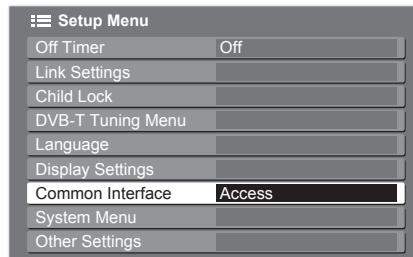 Setup Menu
Off Timer Off
Link Settings
Child Lock
DVB-T Tuning Menu
Language
Display Settings
Common Interface Access
System Menu
Other Settings